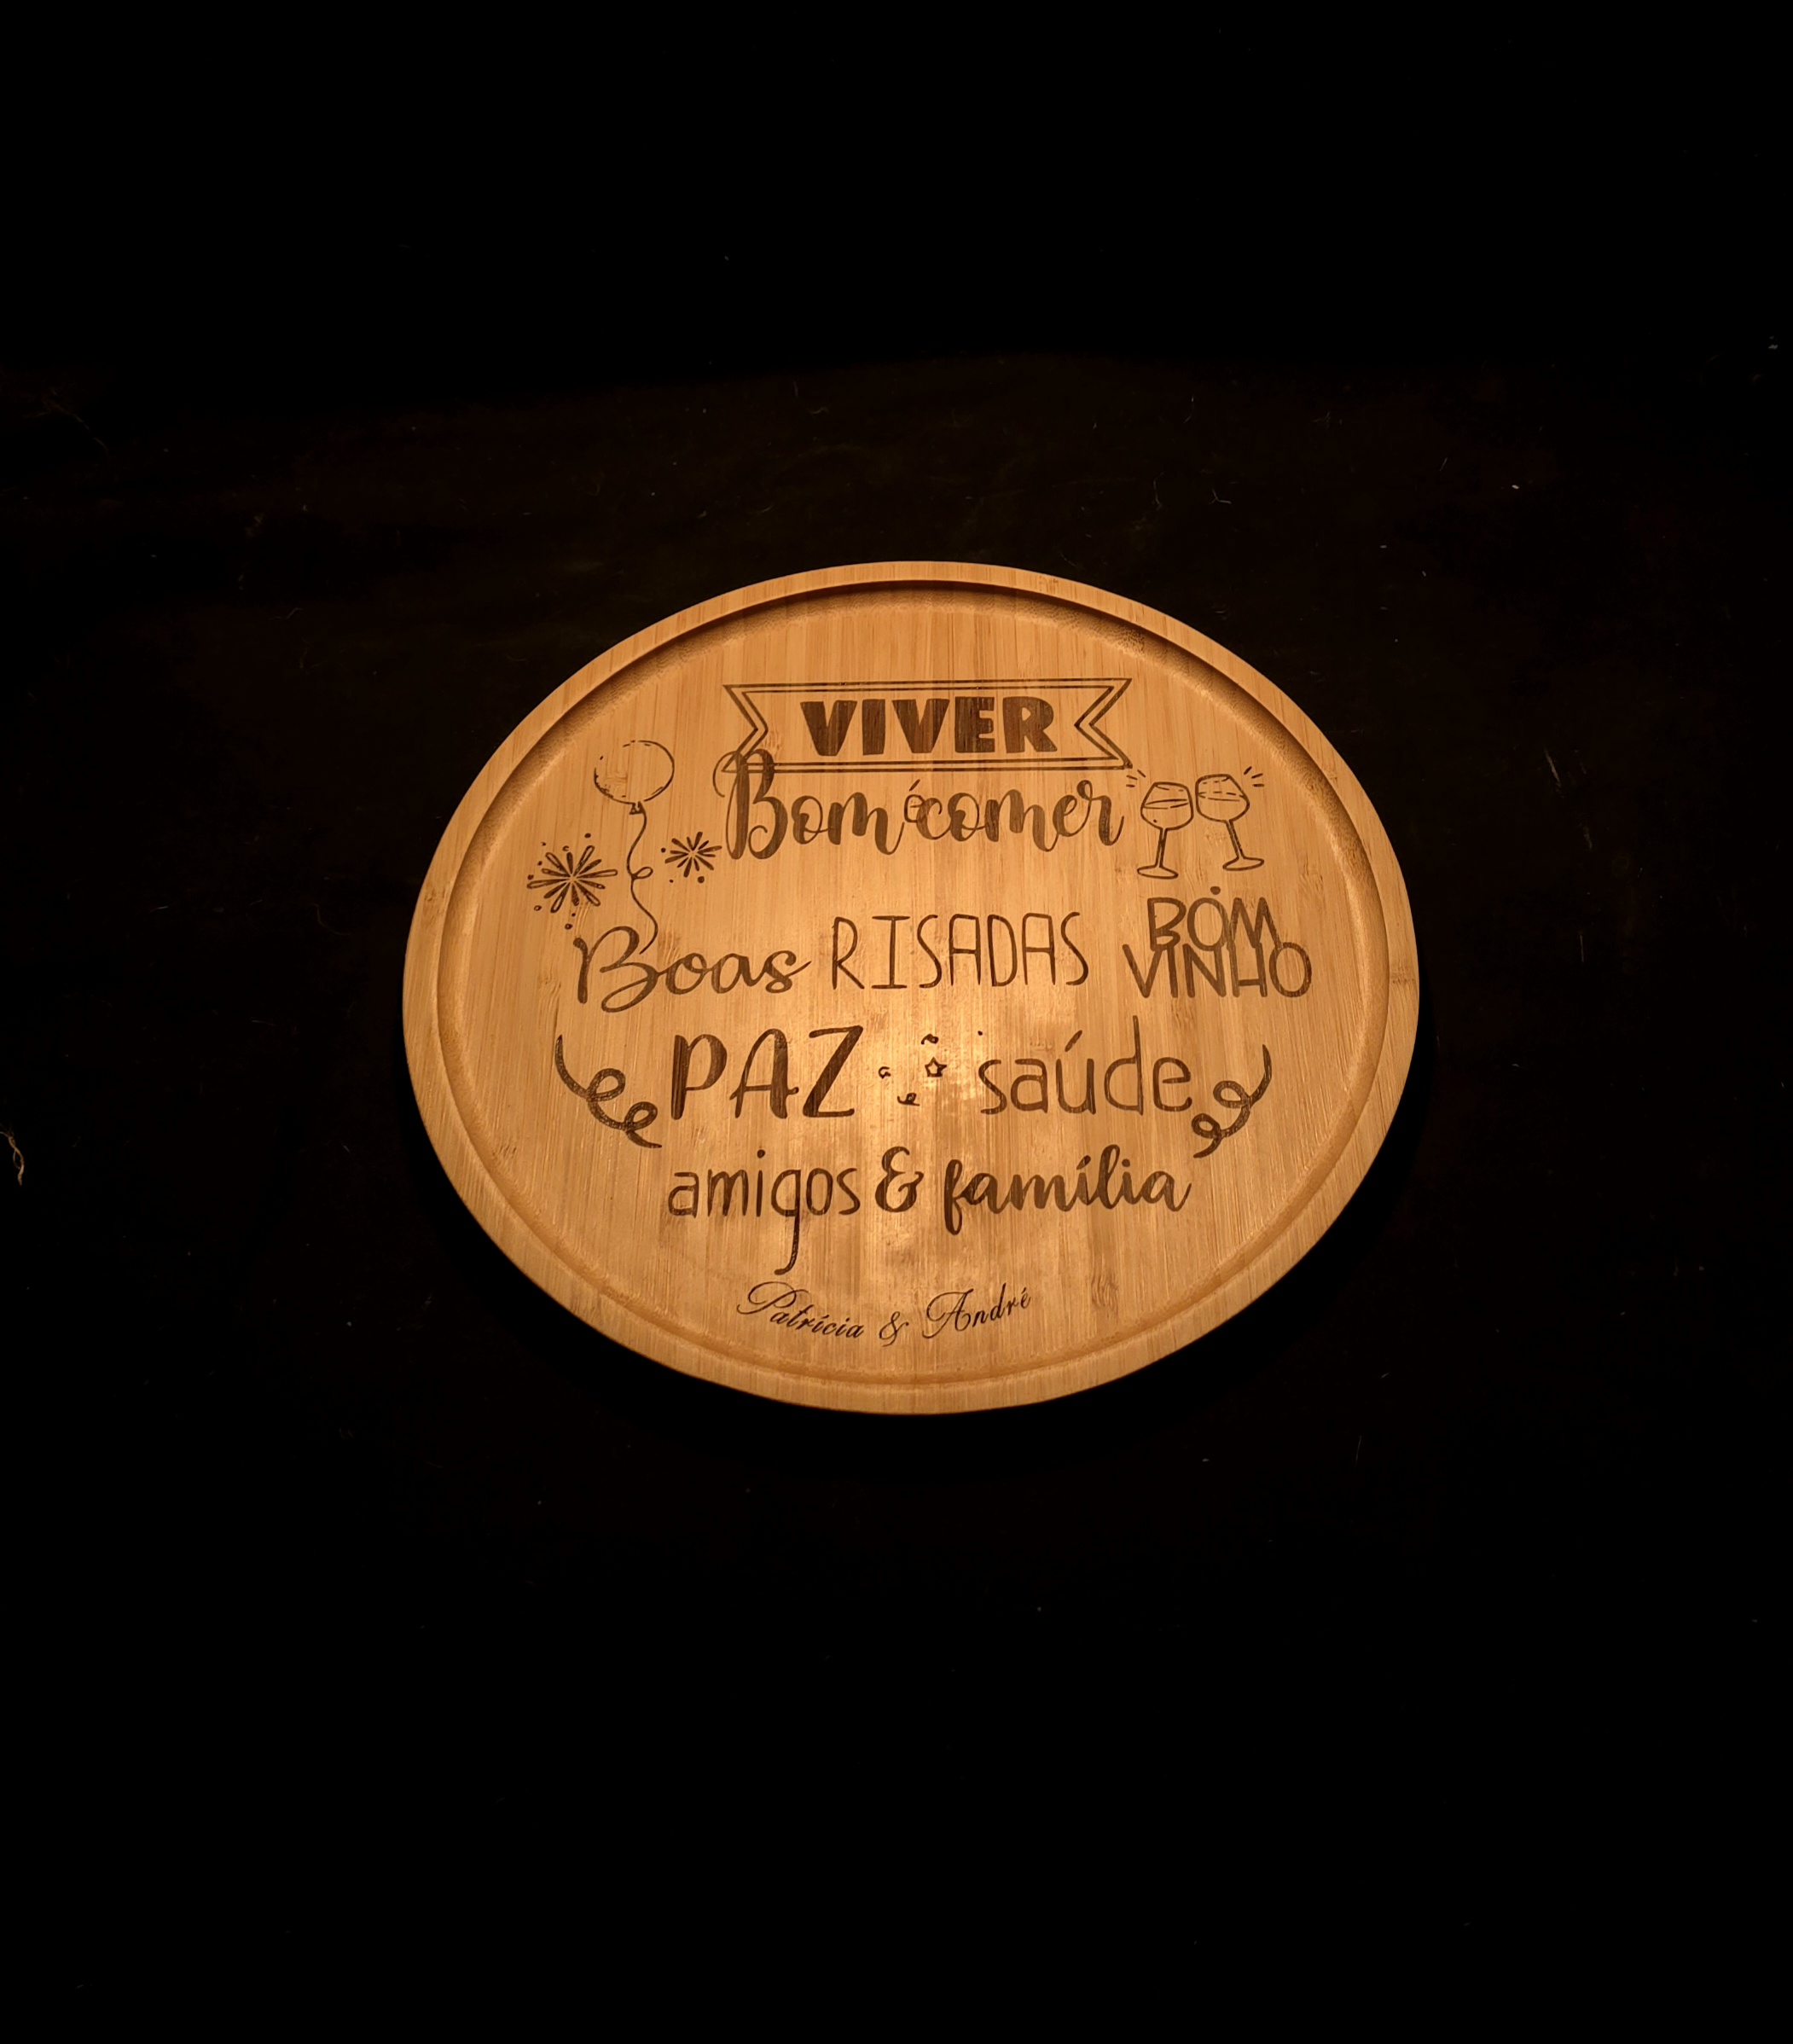 VIVER
Bom é comer
Boas RISADAS BOM VINHO
PAZ saúde
amigos & família
Patrícia & André